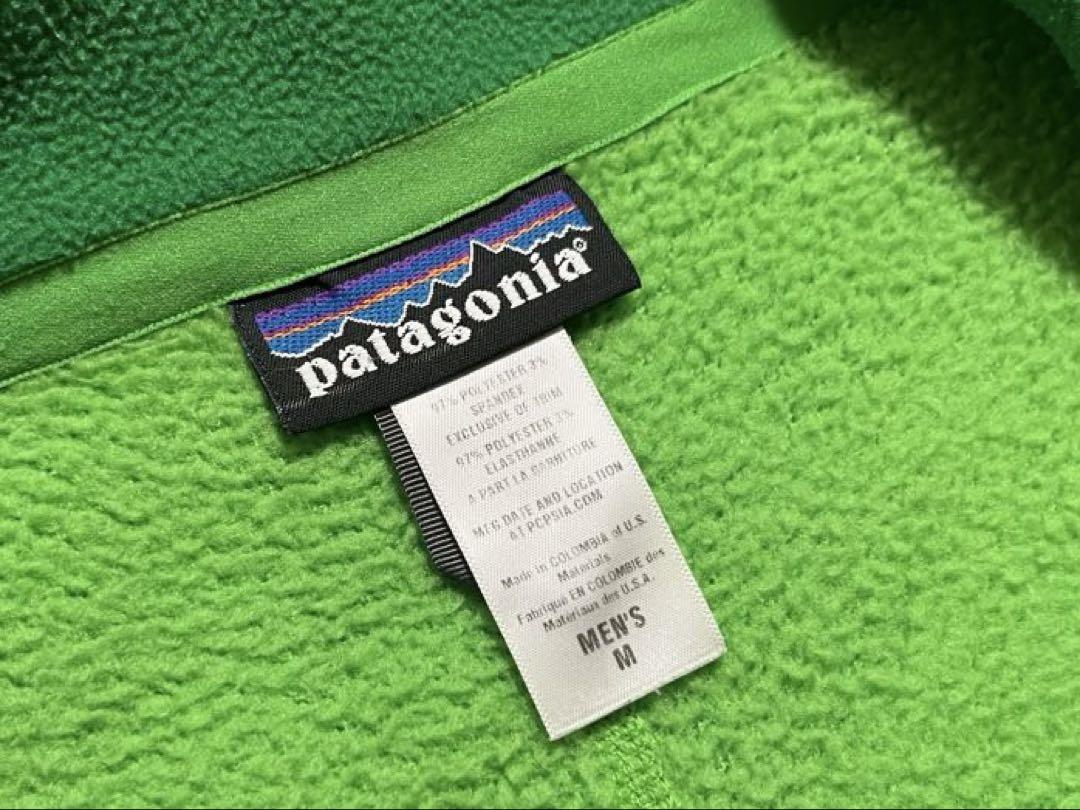 patagonia®
97% POLYESTER 3%
SPANDEX
EXCLUSIVE OF TRIM
97% POLYESTER 3%
ELASTHANNE
A PART LA GARNITURE
MFG DATE AND LOCATION
AT PCPSIA.COM
Made in COLOMBIA of U.S.
Materials
Fabriqué EN COLOMBIE des
Materiaux des U.S.A.
MEN'S
M